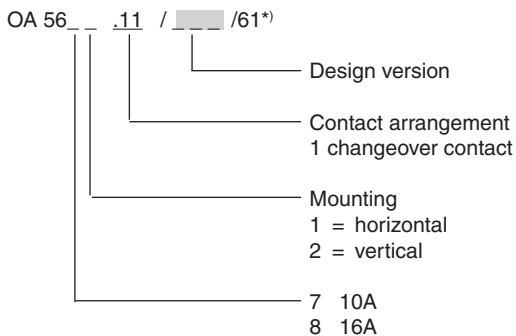 OA 56_ _ .11 / _ _ _ /61*)
Design version
Contact arrangement
1 changeover contact
Mounting
1 = horizontal
2 = vertical
7 10A
8 16A